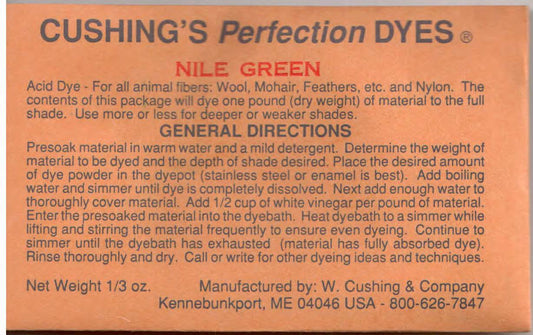 CUSHING'S Perfection DYES ®
NILE GREEN
Acid Dye - For all animal fibers: Wool, Mohair, Feathers, etc. and Nylon. The
contents of this package will dye one pound (dry weight) of material to the full
shade. Use more or less for deeper or weaker shades.
GENERAL DIRECTIONS
Presoak material in warm water and a mild detergent. Determine the weight of
material to be dyed and the depth of shade desired. Place the desired amount
of dye powder in the dyepot (stainless steel or enamel is best). Add boiling
water and simmer until dye is completely dissolved. Next add enough water to
thoroughly cover material. Add 1/2 cup of white vinegar per pound of material.
Enter the presoaked material into the dyebath. Heat dyebath to a simmer while
lifting and stirring the material frequently to ensure even dyeing. Continue to
simmer until the dyebath has exhausted (material has fully absorbed dye).
Rinse thoroughly and dry. Call or write for other dyeing ideas and techniques.
Net Weight 1/3 oz. Manufactured by: W. Cushing & Company
Kennebunkport, ME 04046 USA - 800-626-7847